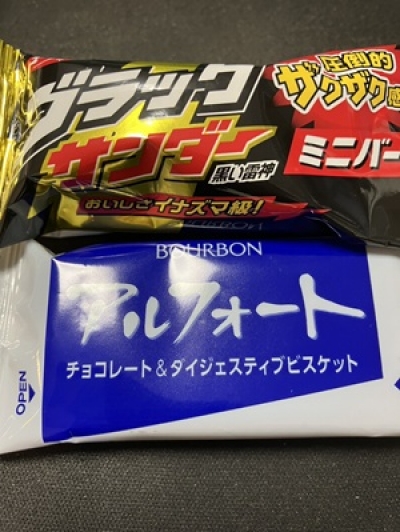 圧倒的
ザクザク感
ブラック
サンダー
黒い雷神
ミニバー
おいしさイナズマ級!
BOURBON
アルフォート
チョコレート&ダイジェスティブビスケット
OPEN